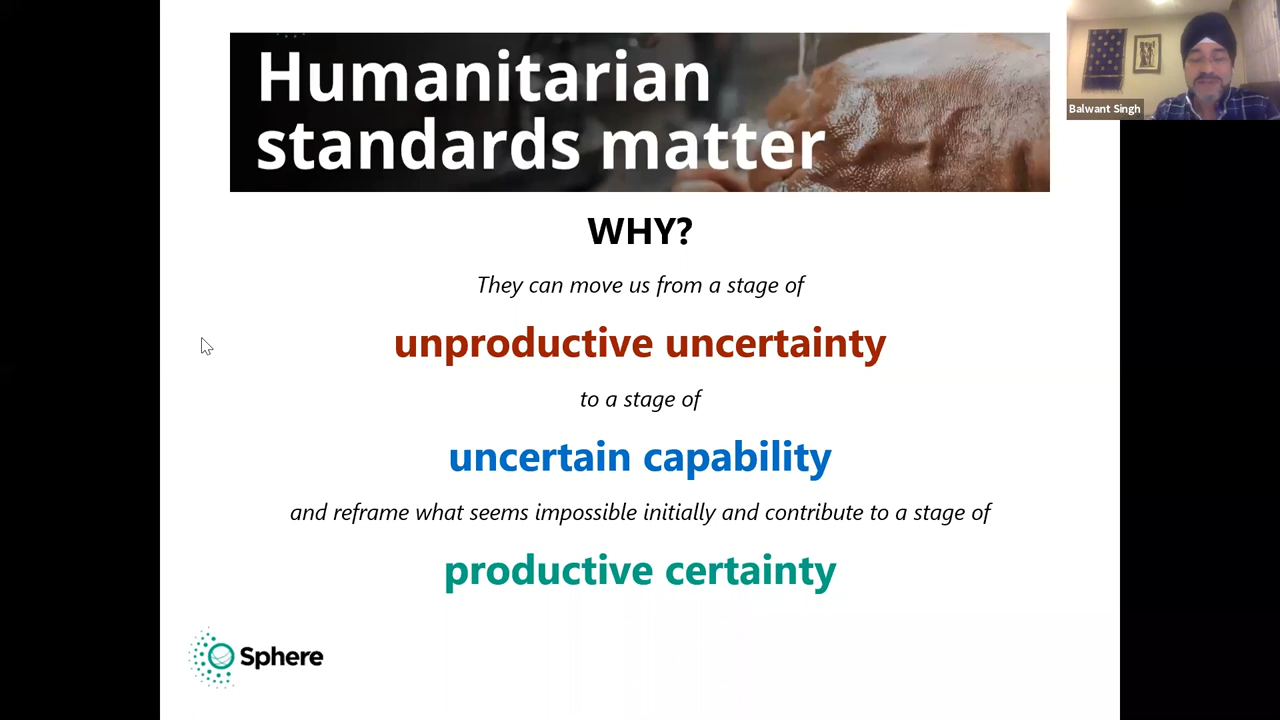 Humanitarian
standards matter
Balwant Singh
WHY?
They can move us from a stage of
unproductive uncertainty
to a stage of
uncertain capability
and reframe what seems impossible initially and contribute to a stage of
productive certainty
Sphere